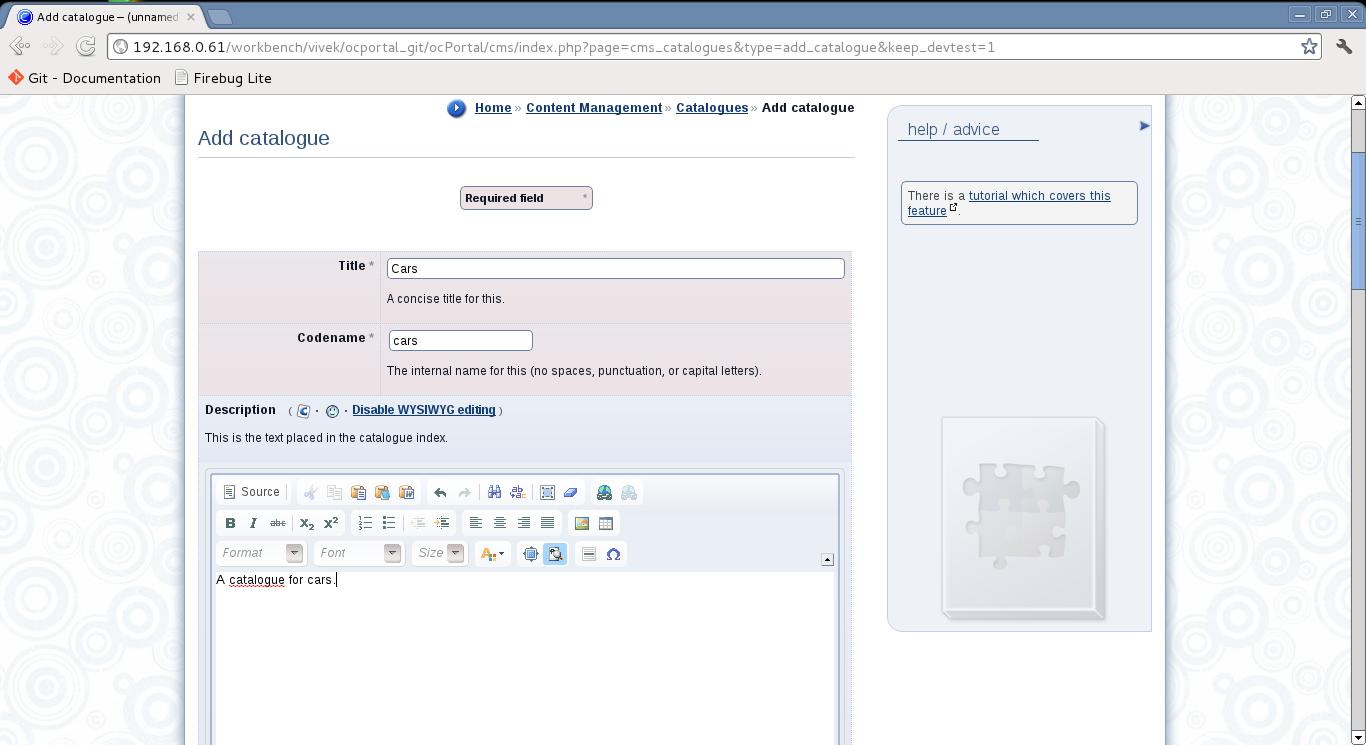 Add catalogue — (unnamed
192.168.0.61/workbench/vivek/ocportal_git/ocPortal/cms/index.php?page=cms_catalogues&type=add_catalogue&keep_devtest=1
Git - Documentation
Firebug Lite
Home » Content Management » Catalogues » Add catalogue
Add catalogue
Required field *
Title *
Cars
A concise title for this.
Codename *
cars
The internal name for this (no spaces, punctuation, or capital letters).
Description ( · · Disable WYSIWYG editing )
This is the text placed in the catalogue index.
Source
B I abc X₂ X²
Format Font Size A
A catalogue for cars.
help / advice
There is a tutorial which covers this
feature .